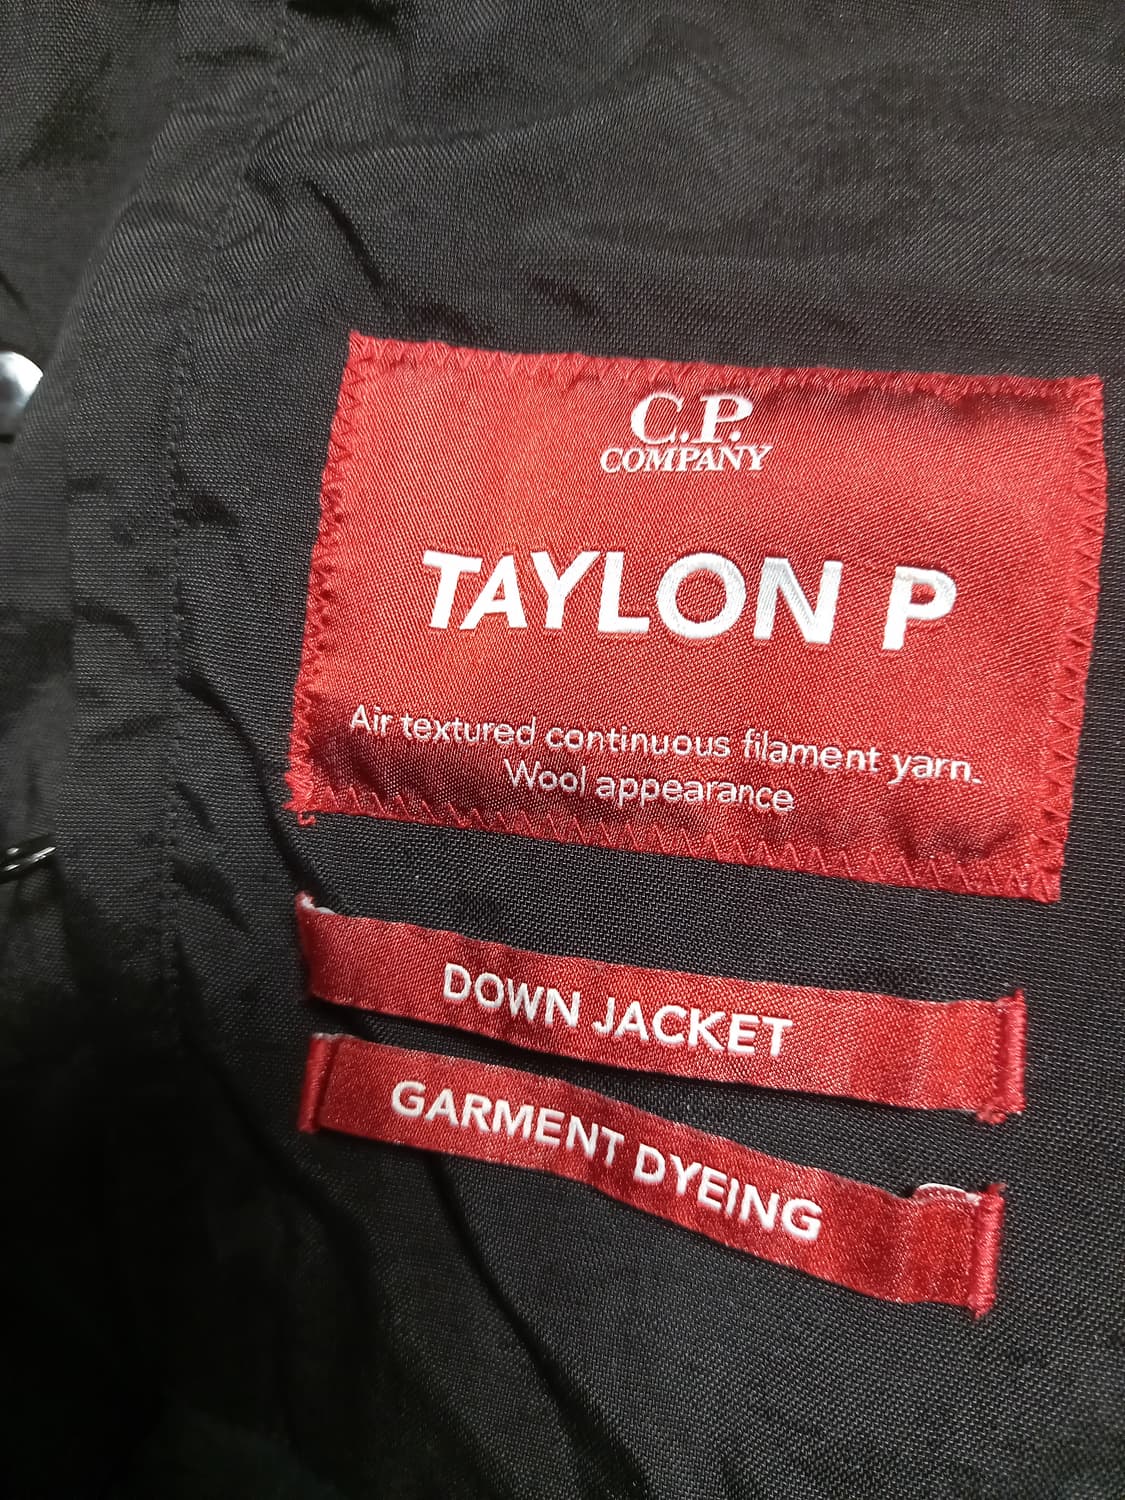 C.P.
COMPANY
TAYLON P
Air textured continuous filament yarn.
Wool appearance
DOWN JACKET
GARMENT DYEING